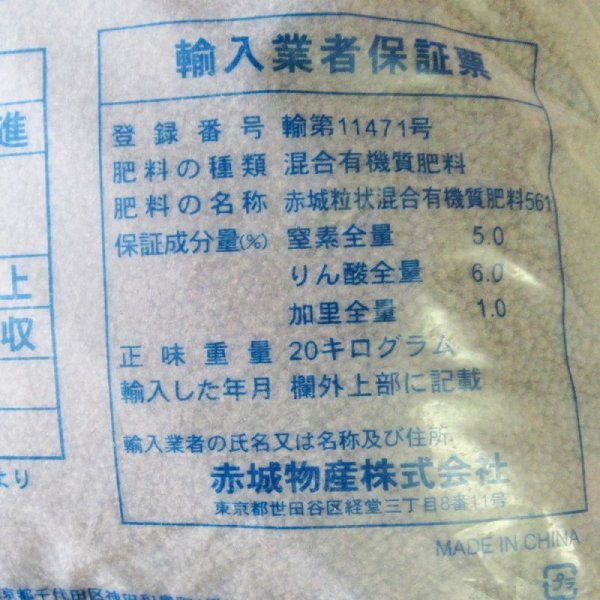 輸入業者保証票
登録番号 輸第11471号
肥料の種類 混合有機質肥料
肥料の名称 赤城粒状混合有機質肥料561
保証成分量(%) 窒素全量 5.0
りん酸全量 6.0
加里全量 1.0
正味重量 20キログラム
輸入した年月 欄外上部に記載
輸入業者の氏名又は名称及び住所
赤城物産株式会社
東京都世田谷区経堂三丁目8番11号
MADE IN CHINA
プラ
進
上
収
より